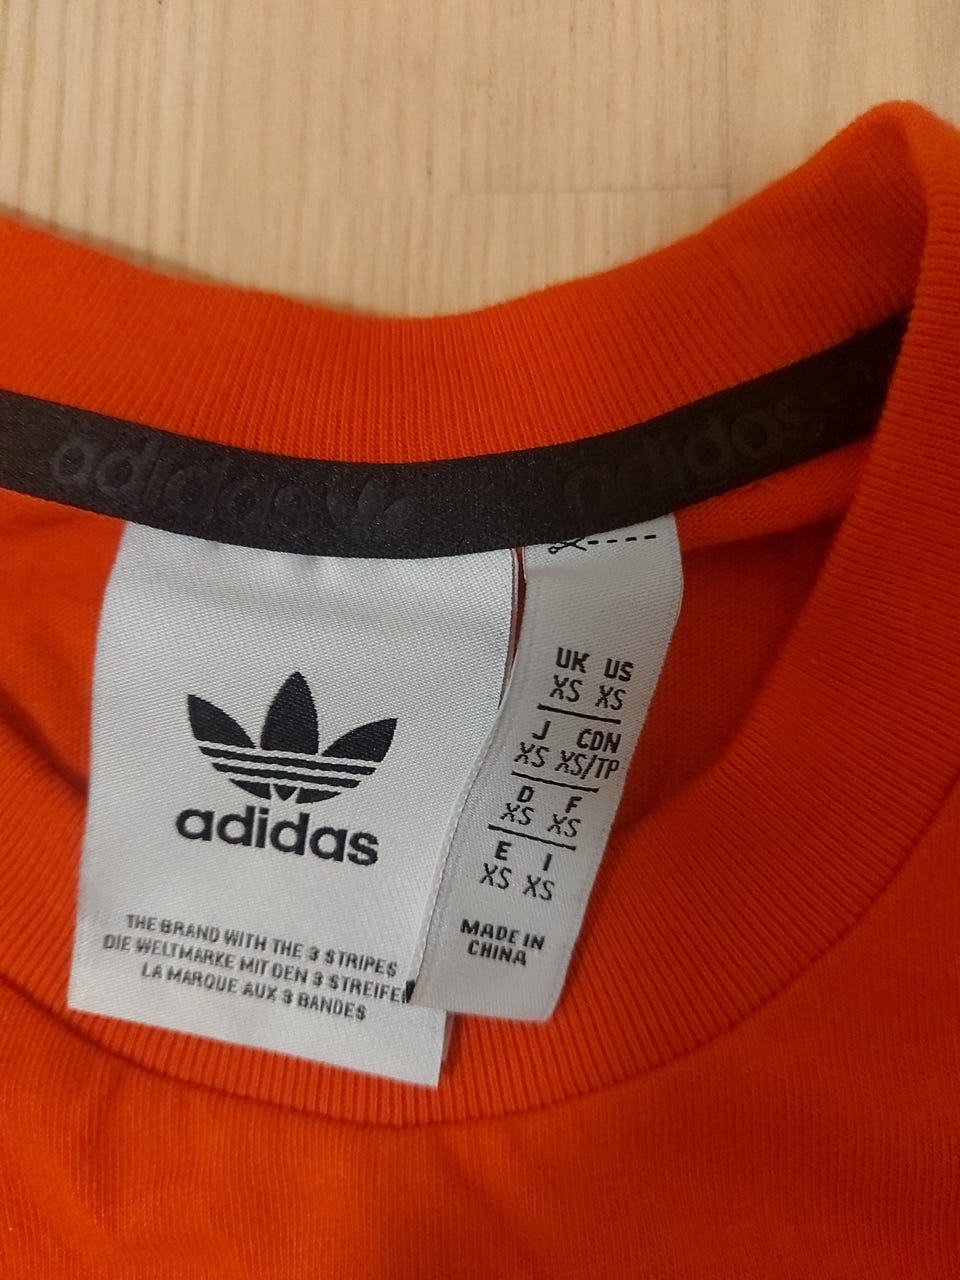 adidas adidas
adidas
THE BRAND WITH THE 3 STRIPES
DIE WELTMARKE MIT DEN 3 STREIFEN
LA MARQUE AUX 3 BANDES
UK US
XS XS
J CDN
XS XS/TP
D F
XS XS
E I
XS XS
MADE IN
CHINA